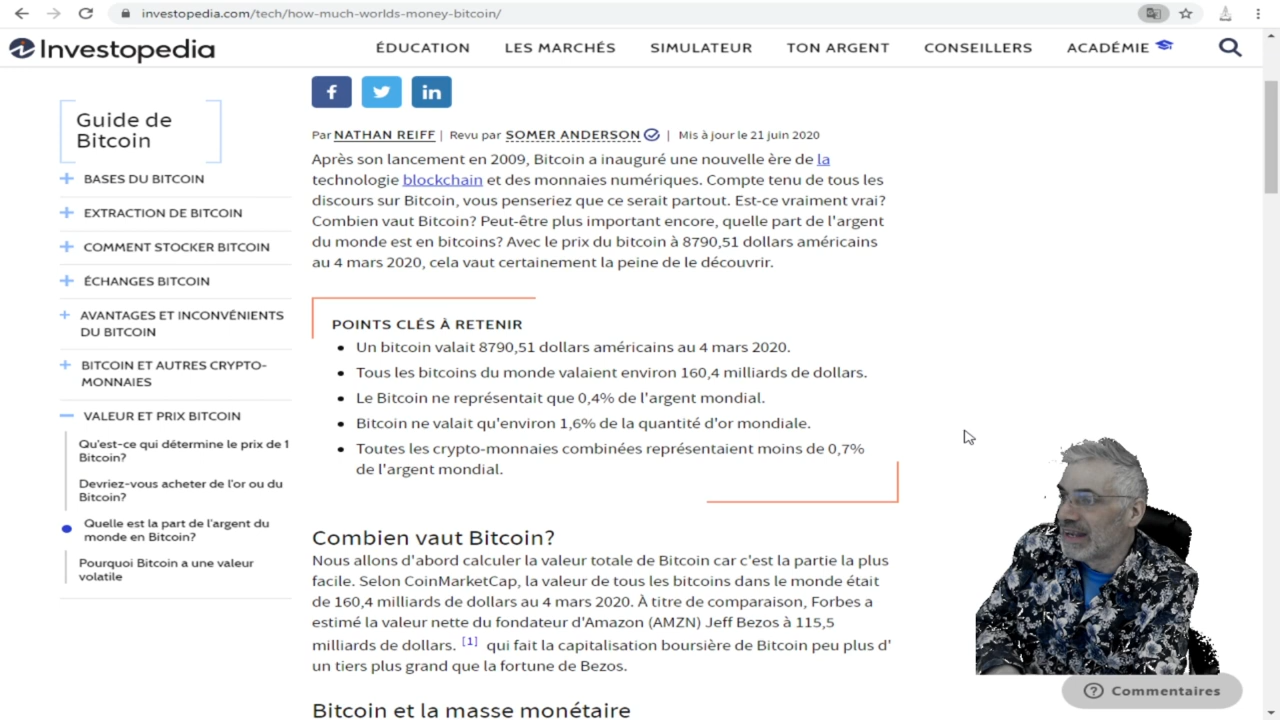 investopedia.com/tech/how-much-worlds-money-bitcoin/
Investopedia
ÉDUCATION
LES MARCHÉS
SIMULATEUR
TON ARGENT
CONSEILLERS
ACADÉMIE
Guide de
Bitcoin
BASES DU BITCOIN
EXTRACTION DE BITCOIN
COMMENT STOCKER BITCOIN
ÉCHANGES BITCOIN
AVANTAGES ET INCONVÉNIENTS
DU BITCOIN
BITCOIN ET AUTRES CRYPTO-
MONNAIES
VALEUR ET PRIX BITCOIN
Qu'est-ce qui détermine le prix de 1
Bitcoin?
Devriez-vous acheter de l'or ou du
Bitcoin?
Quelle est la part de l'argent du
monde en Bitcoin?
Pourquoi Bitcoin a une valeur
volatile
f
in
Par NATHAN REIFF | Revu par SOMER ANDERSON | Mis à jour le 21 juin 2020
Après son lancement en 2009, Bitcoin a inauguré une nouvelle ère de la
technologie blockchain et des monnaies numériques. Compte tenu de tous les
discours sur Bitcoin, vous penseriez que ce serait partout. Est-ce vraiment vrai?
Combien vaut Bitcoin? Peut-être plus important encore, quelle part de l'argent
du monde est en bitcoins? Avec le prix du bitcoin à 8790,51 dollars américains
au 4 mars 2020, cela vaut certainement la peine de le découvrir.
POINTS CLÉS À RETENIR
• Un bitcoin valait 8790,51 dollars américains au 4 mars 2020.
• Tous les bitcoins du monde valaient environ 160,4 milliards de dollars.
• Le Bitcoin ne représentait que 0,4% de l'argent mondial.
• Bitcoin ne valait qu'environ 1,6% de la quantité d'or mondiale.
• Toutes les crypto-monnaies combinées représentaient moins de 0,7%
de l'argent mondial.
Combien vaut Bitcoin?
Nous allons d'abord calculer la valeur totale de Bitcoin car c'est la partie la plus
facile. Selon CoinMarketCap, la valeur de tous les bitcoins dans le monde était
de 160,4 milliards de dollars au 4 mars 2020. À titre de comparaison, Forbes a
estimé la valeur nette du fondateur d'Amazon (AMZN) Jeff Bezos à 115,5
milliards de dollars. [1] qui fait la capitalisation boursière de Bitcoin peu plus d'
un tiers plus grand que la fortune de Bezos.
Bitcoin et la masse monétaire
Commentaires